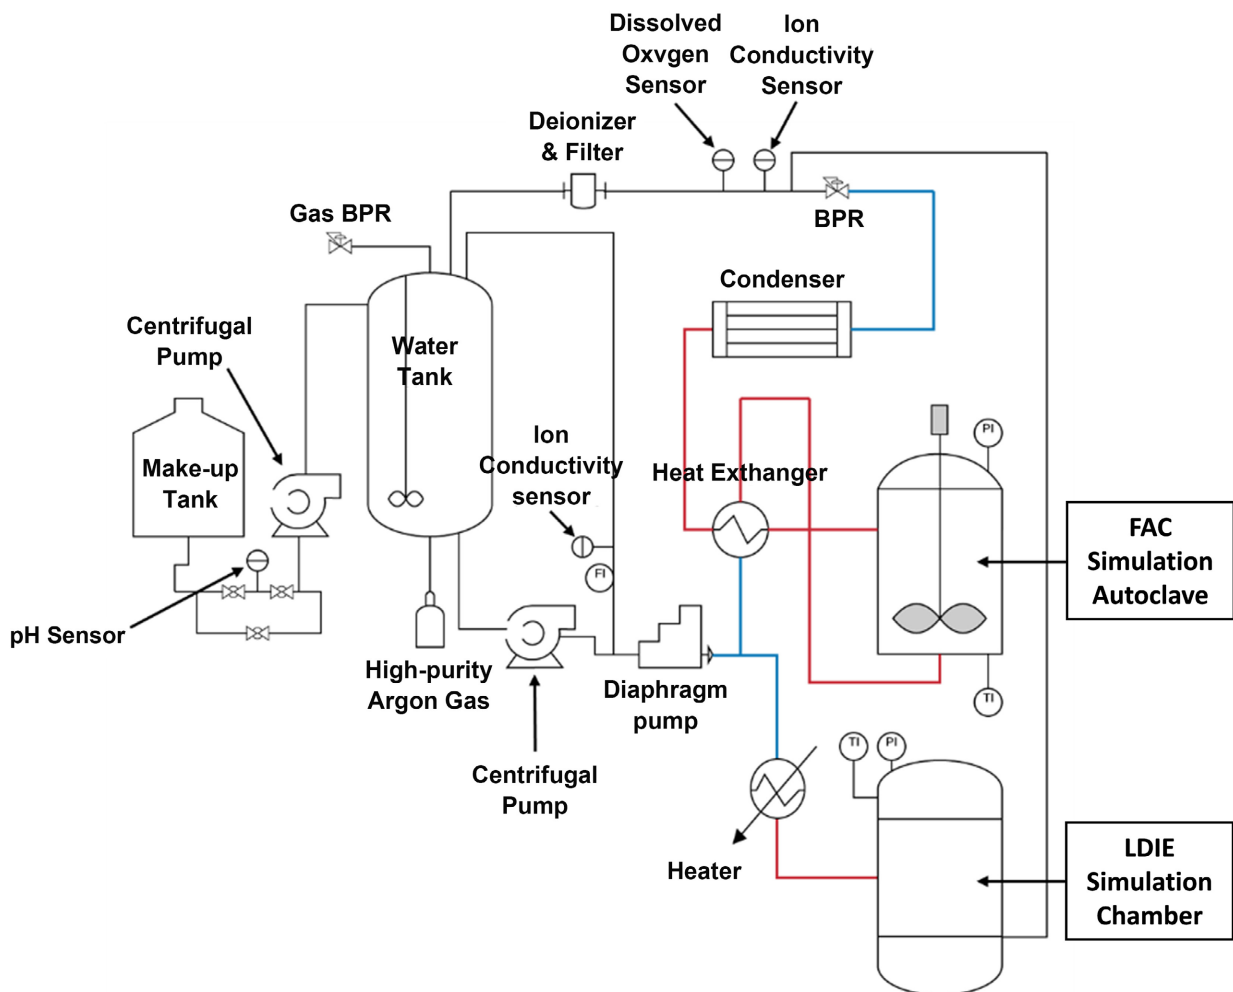 Dissolved
Oxvgen
Sensor
Ion
Conductivity
Sensor
Deionizer
& Filter
Gas BPR
BPR
Condenser
Centrifugal
Pump
Water
Tank
Make-up
Tank
Ion
Conductivity
sensor
Heat Exthanger
PI
FAC
Simulation
Autoclave
FI
pH Sensor
High-purity
Argon Gas
Diaphragm
pump
TI
Centrifugal
Pump
TI
PI
Heater
LDIE
Simulation
Chamber